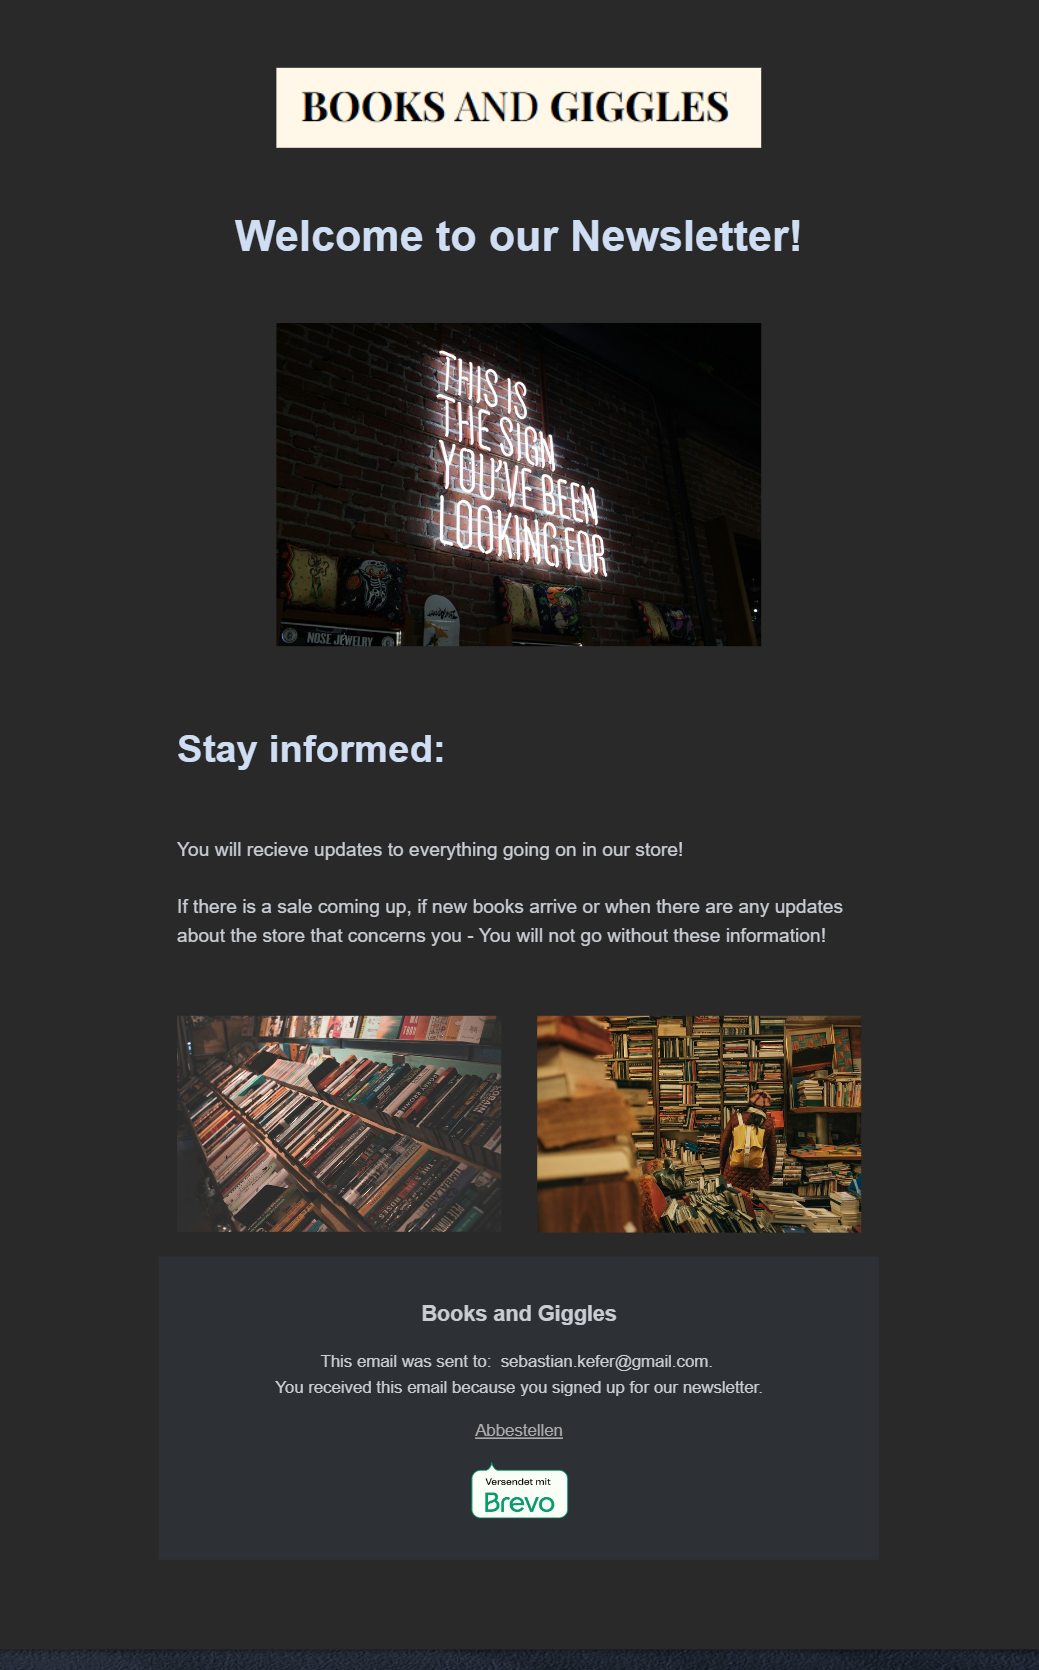 BOOKS AND GIGGLES
Welcome to our Newsletter!
THIS IS
THE SIGN
YOU'VE BEEN
LOOKING FOR
NOSE JEWELRY
Stay informed:
You will recieve updates to everything going on in our store!
If there is a sale coming up, if new books arrive or when there are any updates
about the store that concerns you - You will not go without these information!
Books and Giggles
This email was sent to: sebastian.kefer@gmail.com.
You received this email because you signed up for our newsletter.
Abbestellen
Versendet mit
Brevo